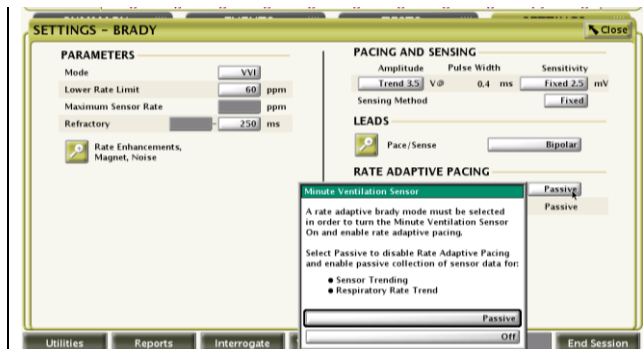 SETTINGS - BRADY
Close
PARAMETERS
Mode VVI
Lower Rate Limit 60 ppm
Maximum Sensor Rate ppm
Refractory - 250 ms
Rate Enhancements,
Magnet, Noise
PACING AND SENSING
Amplitude Pulse Width Sensitivity
Trend 3.5 V@ 0.4 ms Fixed 2.5 mV
Sensing Method Fixed
LEADS
Pace/Sense Bipolar
RATE ADAPTIVE PACING
Passive
Passive
Minute Ventilation Sensor
A rate adaptive brady mode must be selected
in order to turn the Minute Ventilation Sensor
On and enable rate adaptive pacing.
Select Passive to disable Rate Adaptive Pacing
and enable passive collection of sensor data for:
• Sensor Trending
• Respiratory Rate Trend
Passive
Off
Utilities Reports Interrogate End Session